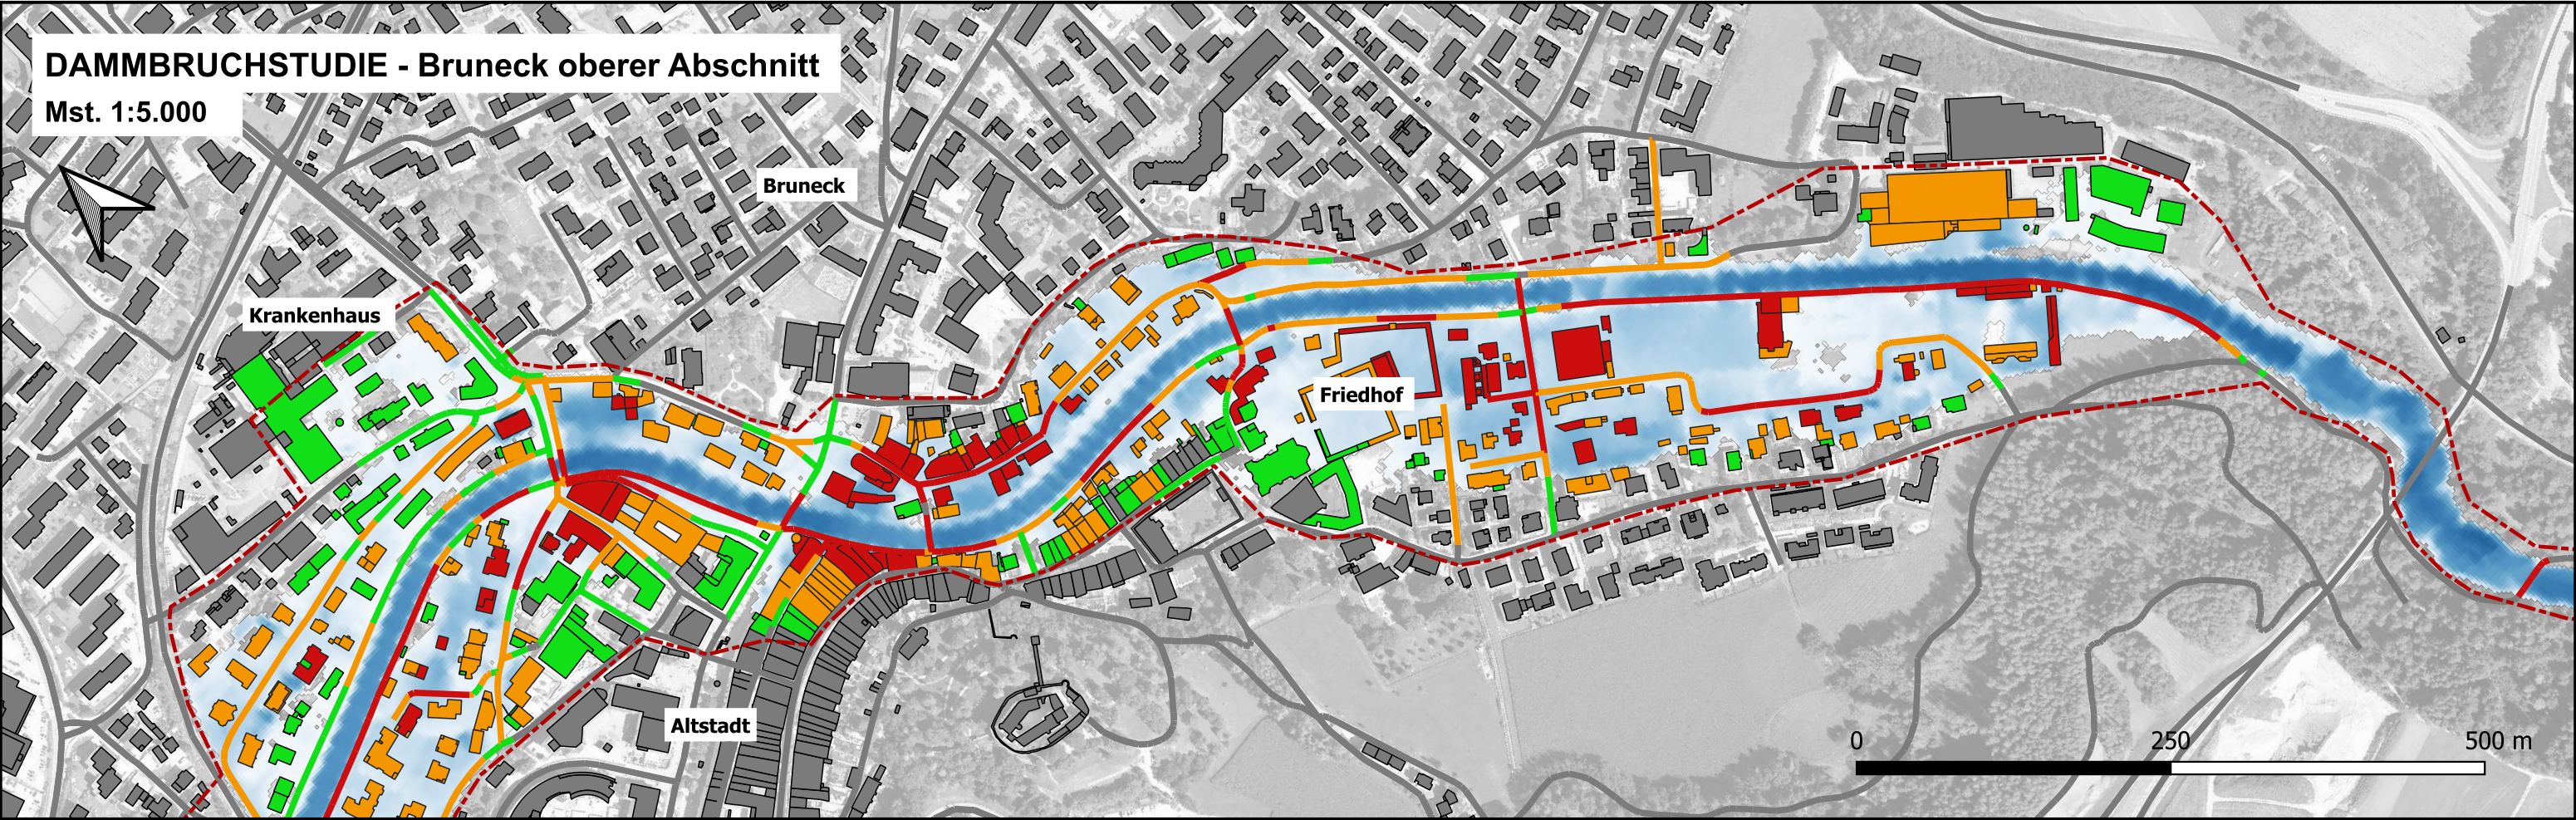 DAMMBRUCHSTUDIE - Bruneck oberer Abschnitt
Mst. 1:5.000
Bruneck
Krankenhaus
Friedhof
Altstadt
0 250 500 m